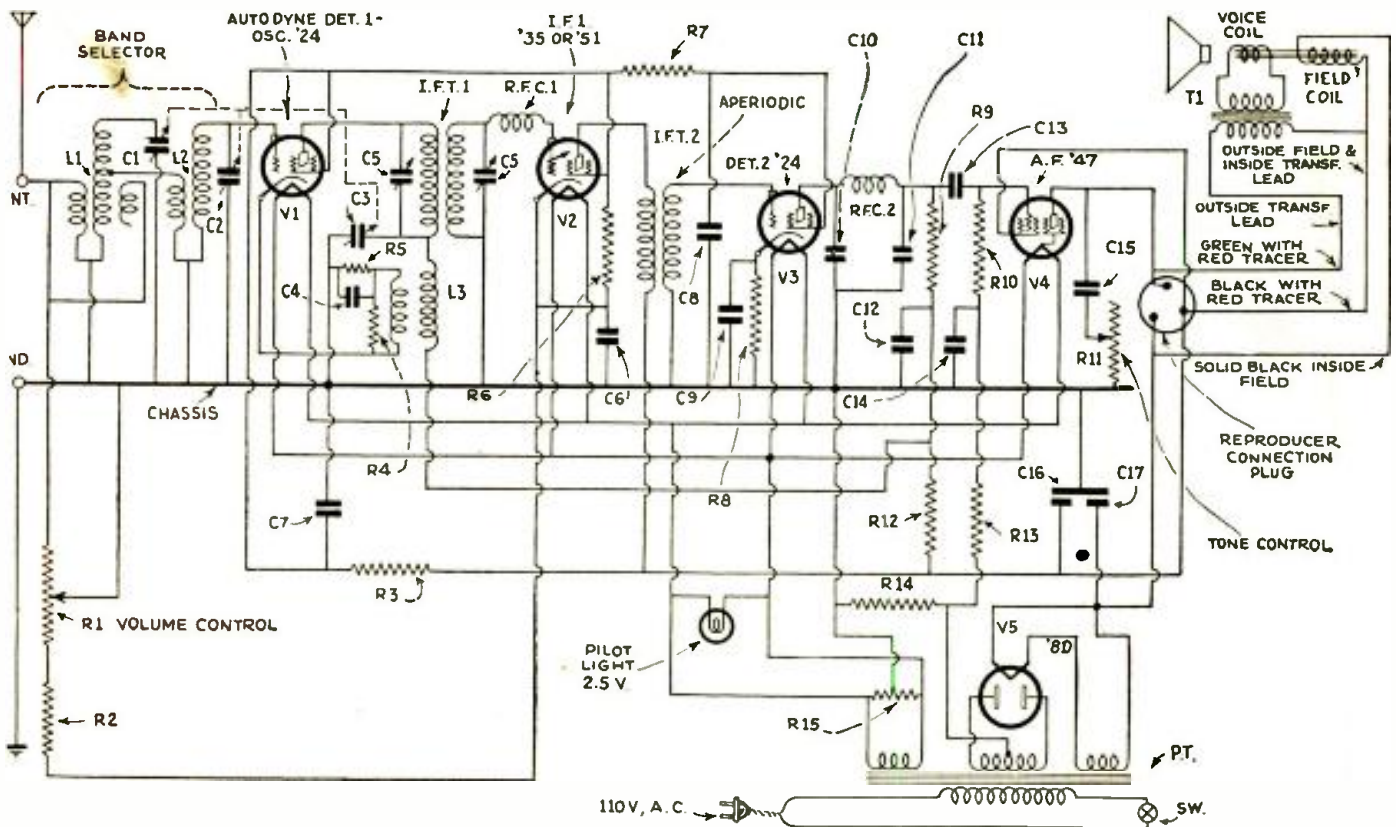 AUTODYNE DET. 1-
OSC. '24
I.F.1
'35 OR '51
R7
C10
C11
VOICE
COIL
BAND
SELECTOR
FIELD
COIL
T1
I.F.T.1
R.F.C.1
APERIODIC
R9
C13
I.F.T.2
L1
C1
L2
C5
C5
DET.2 '24
A.F. '47
OUTSIDE FIELD &
INSIDE TRANSF.
LEAD
NT.
C2
V1
C3
V2
R.F.C.2
OUTSIDE TRANSF
LEAD
R5
GREEN WITH
RED TRACER
C4
L3
C8
V3
R10
V4
C15
BLACK WITH
RED TRACER
C12
R11
ND
SOLID BLACK INSIDE
FIELD
CHASSIS
R6
C6
C9
C14
REPRODUCER
CONNECTION
PLUG
R4
R8
C16
C17
C7
R12
R13
TONE CONTROL
R3
R14
R1 VOLUME CONTROL
V5
'80
PILOT
LIGHT
2.5 V.
R2
R15
P.T.
110V, A.C.
SW.